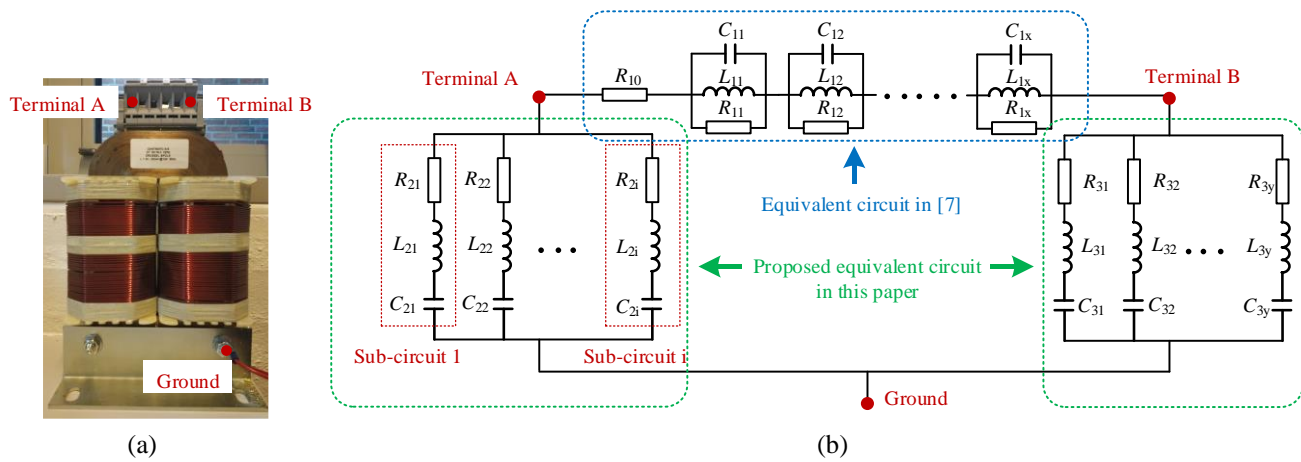 Terminal A
Terminal B
Ground
(a)
C11
C12
C1x
Terminal A
R10
L11
L12
L1x
Terminal B
R11
R12
R1x
R21
R22
R2i
Equivalent circuit in [7]
R31
R32
R3y
L21
L22
L2i
L31
L32
L3y
Proposed equivalent circuit
in this paper
C21
C22
C2i
C31
C32
C3y
Sub-circuit 1
Sub-circuit i
Ground
(b)